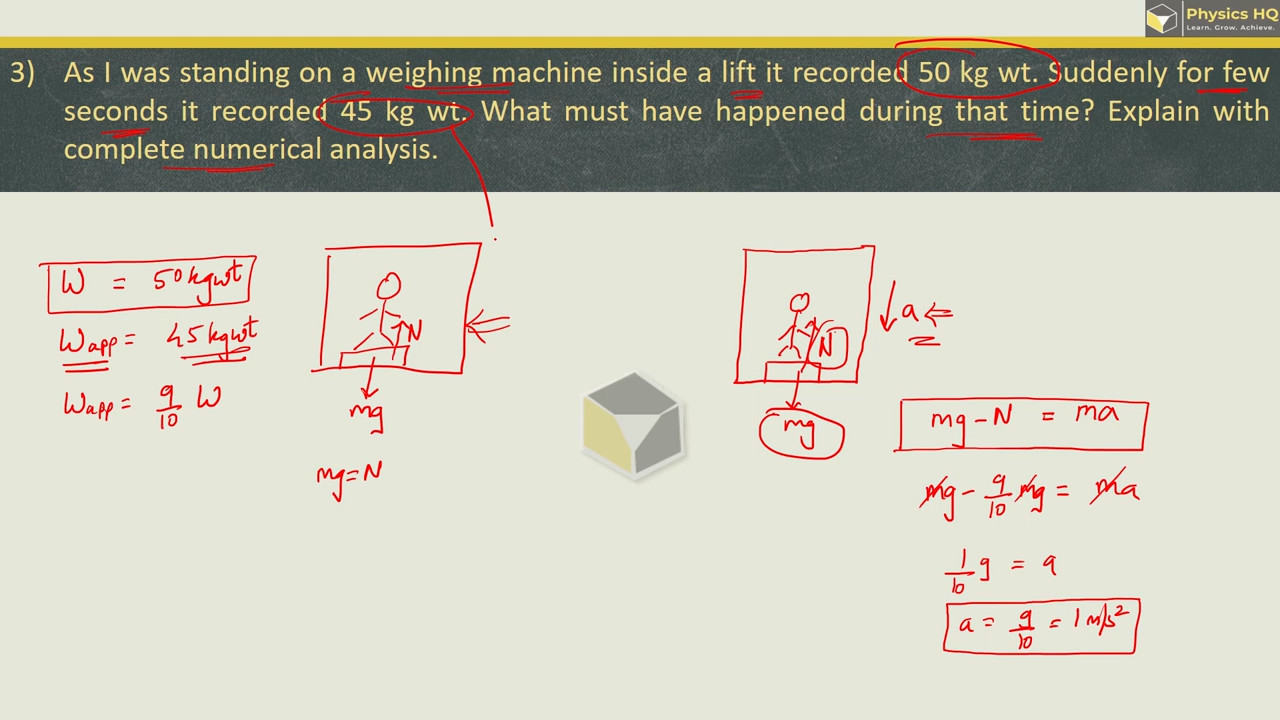 Physics HQ
Learn. Grow. Achieve.
3) As I was standing on a weighing machine inside a lift it recorded 50 kg wt. Suddenly for few
seconds it recorded 45 kg wt. What must have happened during that time? Explain with
complete numerical analysis.
W = 50 kgwt
Wapp = 45 kgwt
Wapp = 9/10 W
N
mg
mg = N
a
N
mg
mg - N = ma
mg - 9/10 mg = ma
1/10 g = a
a = g/10 = 1 m/s²